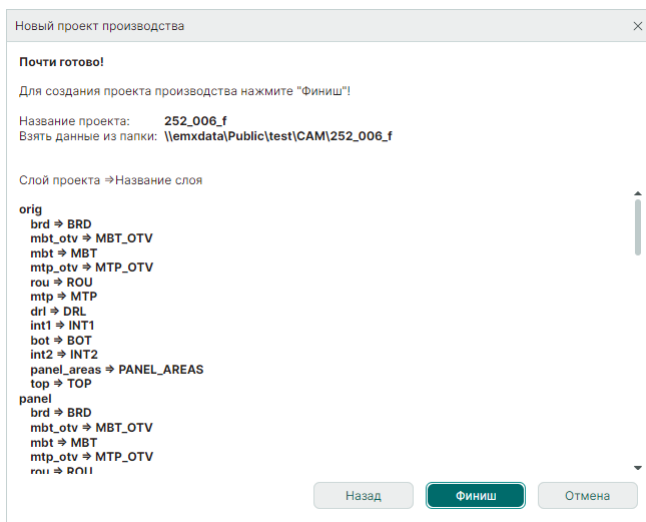 Новый проект производства
Почти готово!
Для создания проекта производства нажмите "Финиш"!
Название проекта: 252_006_f
Взять данные из папки: \\emxdata\Public\test\CAM\252_006_f
Слой проекта ⇒Название слоя
orig
brd ⇒ BRD
mbt_otv ⇒ MBT_OTV
mbt ⇒ MBT
mtp_otv ⇒ MTP_OTV
rou ⇒ ROU
mtp ⇒ MTP
drl ⇒ DRL
int1 ⇒ INT1
bot ⇒ BOT
int2 ⇒ INT2
panel_areas ⇒ PANEL_AREAS
top ⇒ TOP
panel
brd ⇒ BRD
mbt_otv ⇒ MBT_OTV
mbt ⇒ MBT
mtp_otv ⇒ MTP_OTV
rou ⇒ ROU
Назад Финиш Отмена